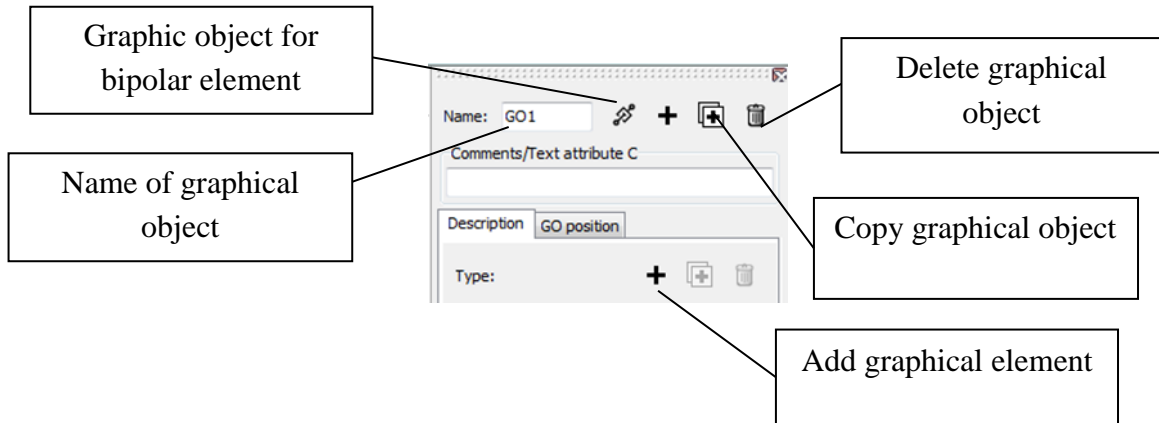 Graphic object for
bipolar element
Delete graphical
object
Name: GO1
Comments/Text attribute C
Name of graphical
object
Description GO position
Copy graphical object
Type:
Add graphical element